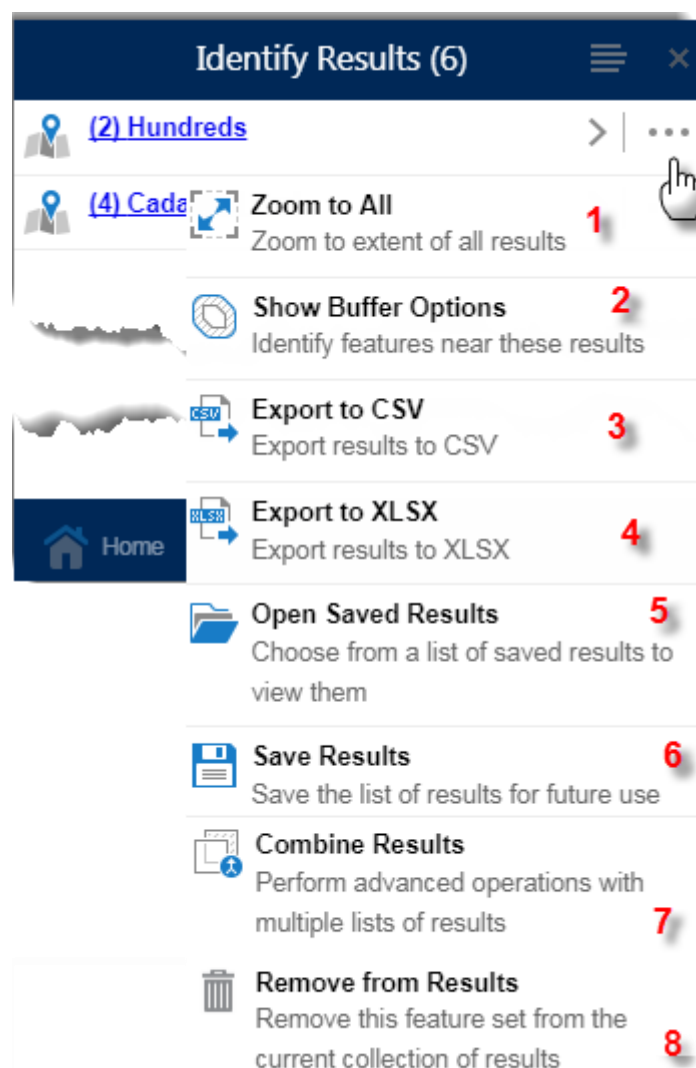 Identify Results (6)
(2) Hundreds
(4) Cada
Zoom to All 1
Zoom to extent of all results
Show Buffer Options 2
Identify features near these results
Export to CSV 3
Export results to CSV
Export to XLSX 4
Export results to XLSX
Home
Open Saved Results 5
Choose from a list of saved results to
view them
Save Results 6
Save the list of results for future use
Combine Results
Perform advanced operations with
multiple lists of results 7
Remove from Results
Remove this feature set from the
current collection of results 8
CSV
XLSX